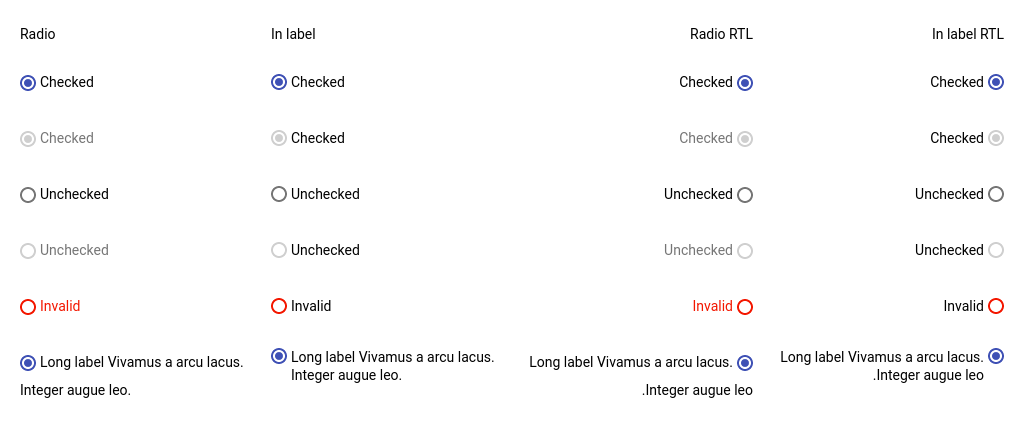 Radio In label Radio RTL In label RTL
Checked Checked Checked Checked
Checked Checked Checked Checked
Unchecked Unchecked Unchecked Unchecked
Unchecked Unchecked Unchecked Unchecked
Invalid Invalid Invalid Invalid
Long label Vivamus a arcu lacus. Long label Vivamus a arcu lacus. Long label Vivamus a arcu lacus. Long label Vivamus a arcu lacus.
Integer augue leo. Integer augue leo. .Integer augue leo .Integer augue leo